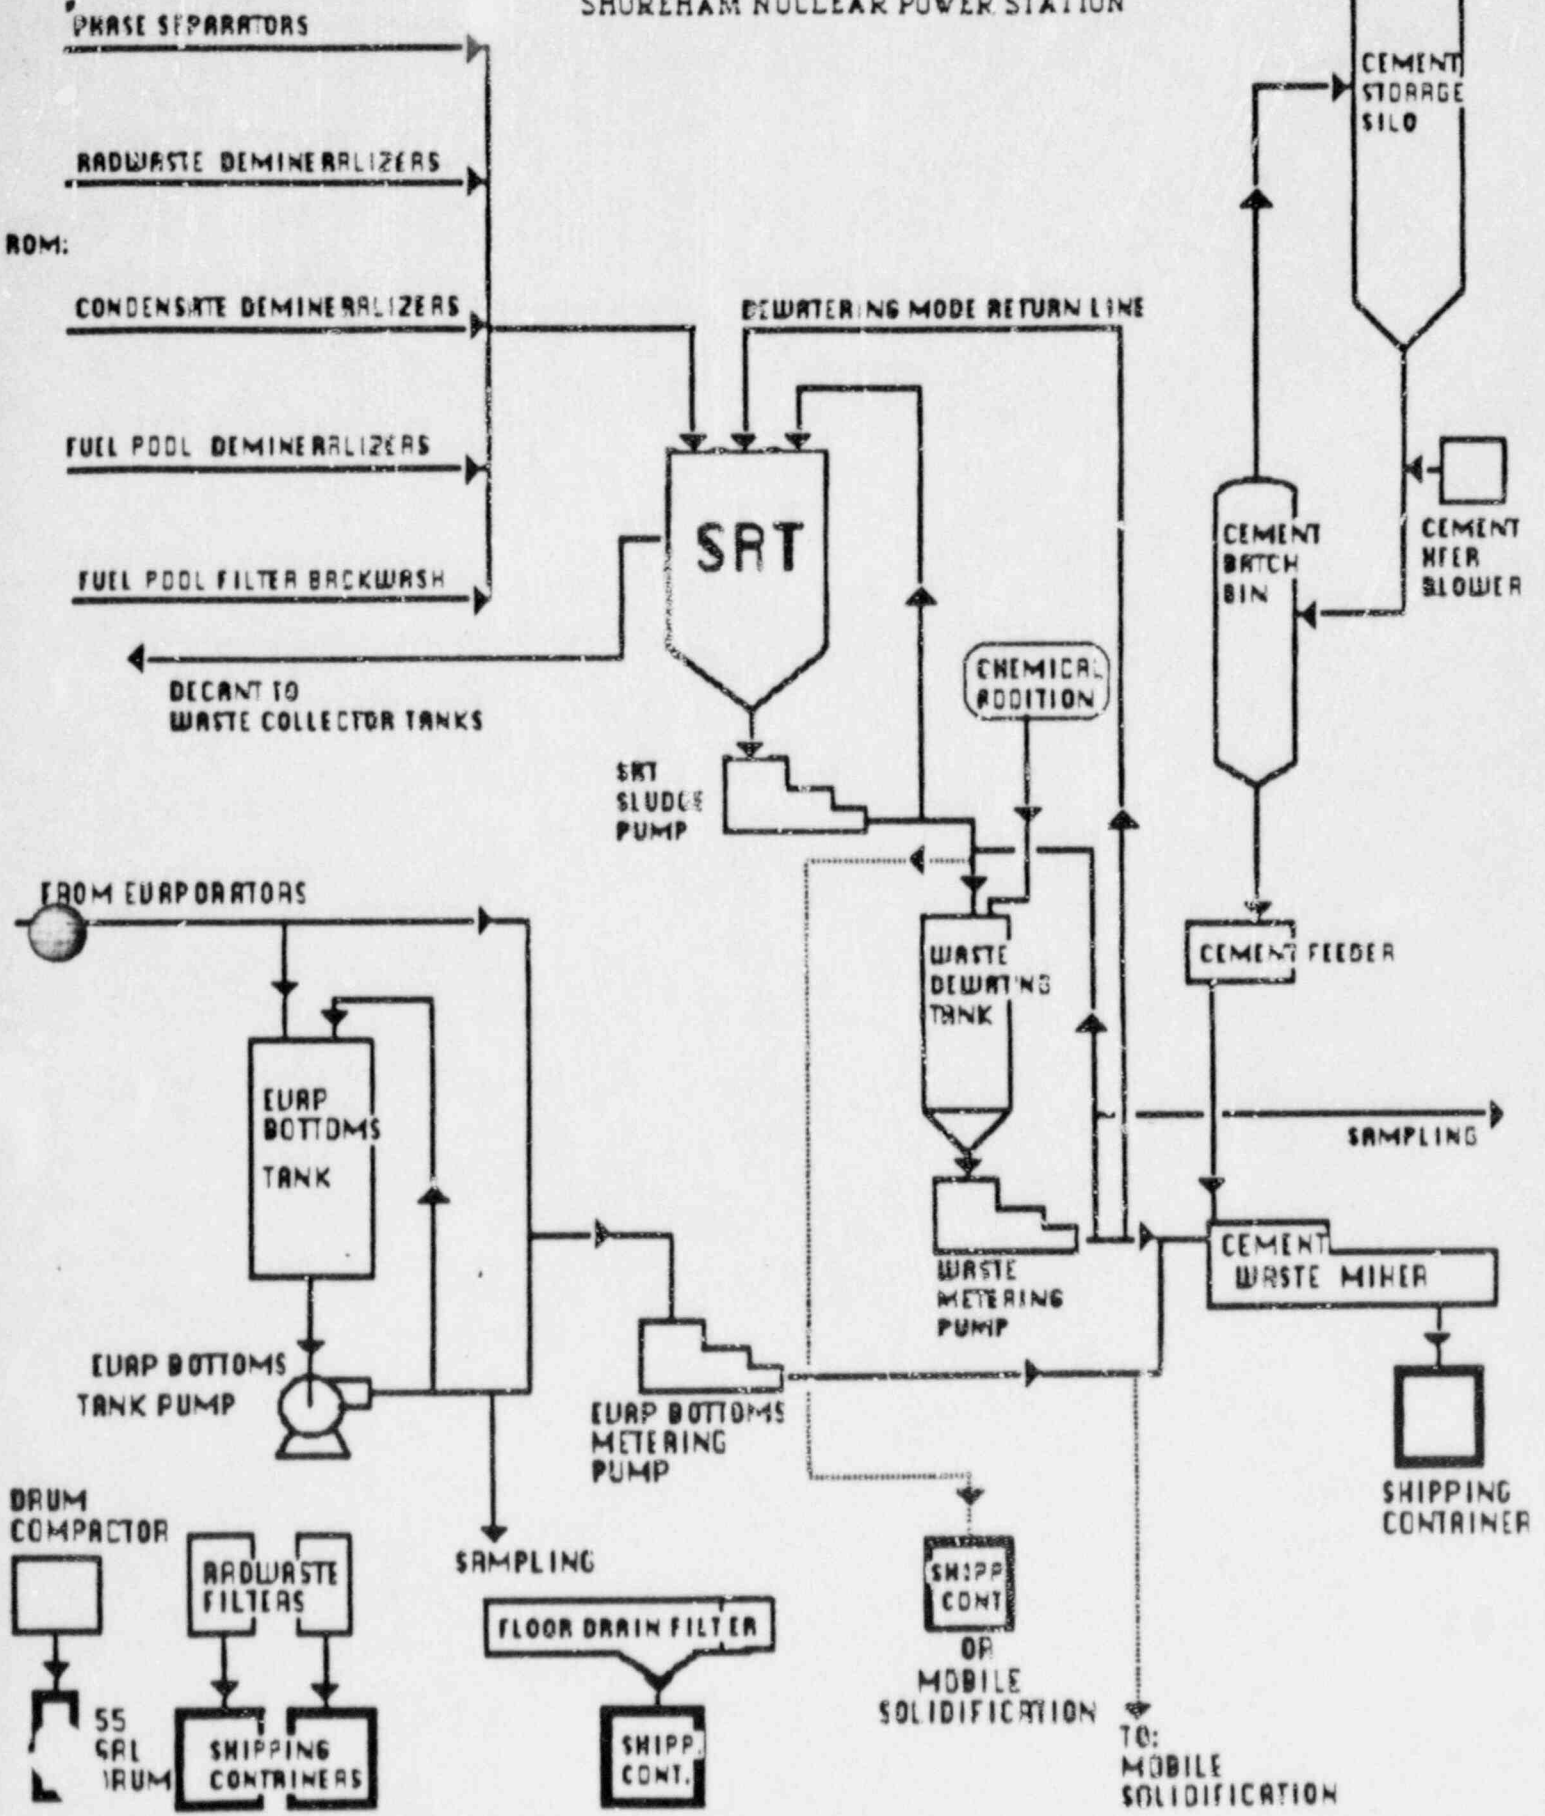 SHOREHAM NUCLEAR POWER STATION
PHASE SEPARATORS
CEMENT
STORAGE
SILO
RADWASTE DEMINERALIZERS
ROM:
CONDENSATE DEMINERALIZERS
DEWATERING MODE RETURN LINE
FUEL POOL DEMINERALIZERS
SRT
CEMENT
BATCH
BIN
CEMENT
XFER
BLOWER
FUEL POOL FILTER BACKWASH
DECANT TO
WASTE COLLECTOR TANKS
CHEMICAL
ADDITION
SRT
SLUDGE
PUMP
FROM EVAPORATORS
WASTE
DEWAT'NG
TANK
CEMENT FEEDER
EVAP
BOTTOMS
TANK
SAMPLING
CEMENT
WASTE MIXER
WASTE
METERING
PUMP
EVAP BOTTOMS
TANK PUMP
EVAP BOTTOMS
METERING
PUMP
SHIPPING
CONTAINER
DRUM
COMPACTOR
RADWASTE
FILTERS
SAMPLING
FLOOR DRAIN FILTER
SHIPP
CONT
OR
MOBILE
SOLIDIFICATION
55
GAL
DRUM
SHIPPING
CONTAINERS
SHIPP.
CONT.
TO:
MOBILE
SOLIDIFICATION